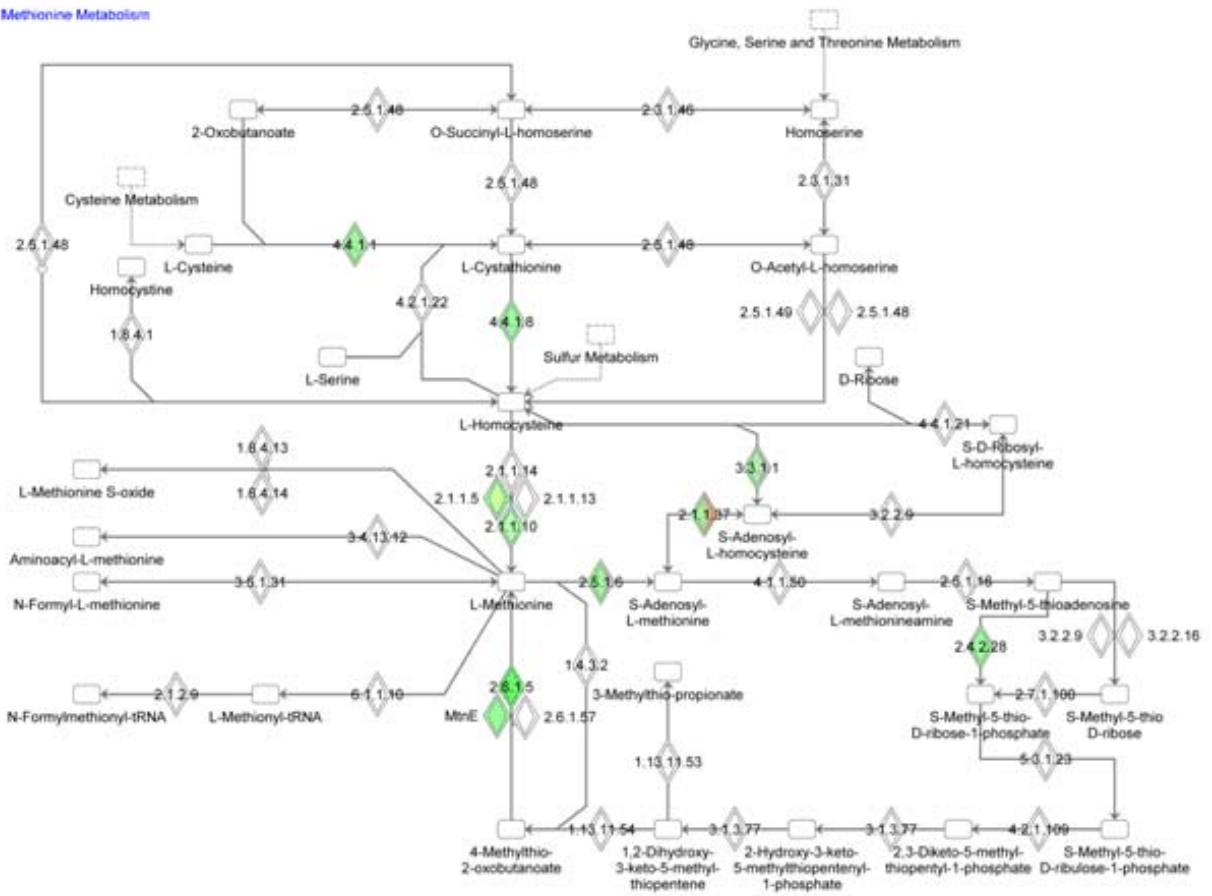 Methionine Metabolism
Glycine, Serine and Threonine Metabolism
2.5.1.48
2.3.1.46
2-Oxobutanoate
O-Succinyl-L-homoserine
Homoserine
2.5.1.48
2.3.1.31
Cysteine Metabolism
2.5.1.48
4.4.1.1
2.5.1.48
L-Cysteine
L-Cystathionine
O-Acetyl-L-homoserine
Homocystine
4.2.1.22
2.5.1.49
2.5.1.48
1.8.4.1
4.4.1.8
Sulfur Metabolism
L-Serine
D-Ribose
L-Homocysteine
4.4.1.21
S-D-Ribosyl-
L-homocysteine
1.8.4.13
2.1.1.14
3.3.1.1
L-Methionine S-oxide
1.8.4.14
2.1.1.5
2.1.1.13
2.1.1.10
2.1.1.37
3.2.2.9
S-Adenosyl-
L-homocysteine
3.4.13.12
Aminoacyl-L-methionine
3.5.1.31
2.5.1.6
4.1.1.50
2.5.1.16
N-Formyl-L-methionine
L-Methionine
S-Adenosyl-
L-methionine
S-Adenosyl-
L-methionineamine
S-Methyl-5-thioadenosine
3.2.2.9
3.2.2.16
2.4.2.28
1.4.3.2
2.1.2.9
6.1.1.10
2.6.1.5
3-Methylthio-propionate
2.7.1.100
N-Formylmethionyl-tRNA
L-Methionyl-tRNA
MtnE
2.6.1.57
S-Methyl-5-thio-
D-ribose-1-phosphate
S-Methyl-5-thio
D-ribose
1.13.11.53
5.3.1.23
1.13.11.54
3.1.3.77
3.1.3.77
4.2.1.109
4-Methylthio-
2-oxobutanoate
1,2-Dihydroxy-
3-keto-5-methyl-
thiopentene
2-Hydroxy-3-keto-
5-methylthiopentenyl-
1-phosphate
2,3-Diketo-5-methyl-
thiopentyl-1-phosphate
S-Methyl-5-thio-
D-ribulose-1-phosphate